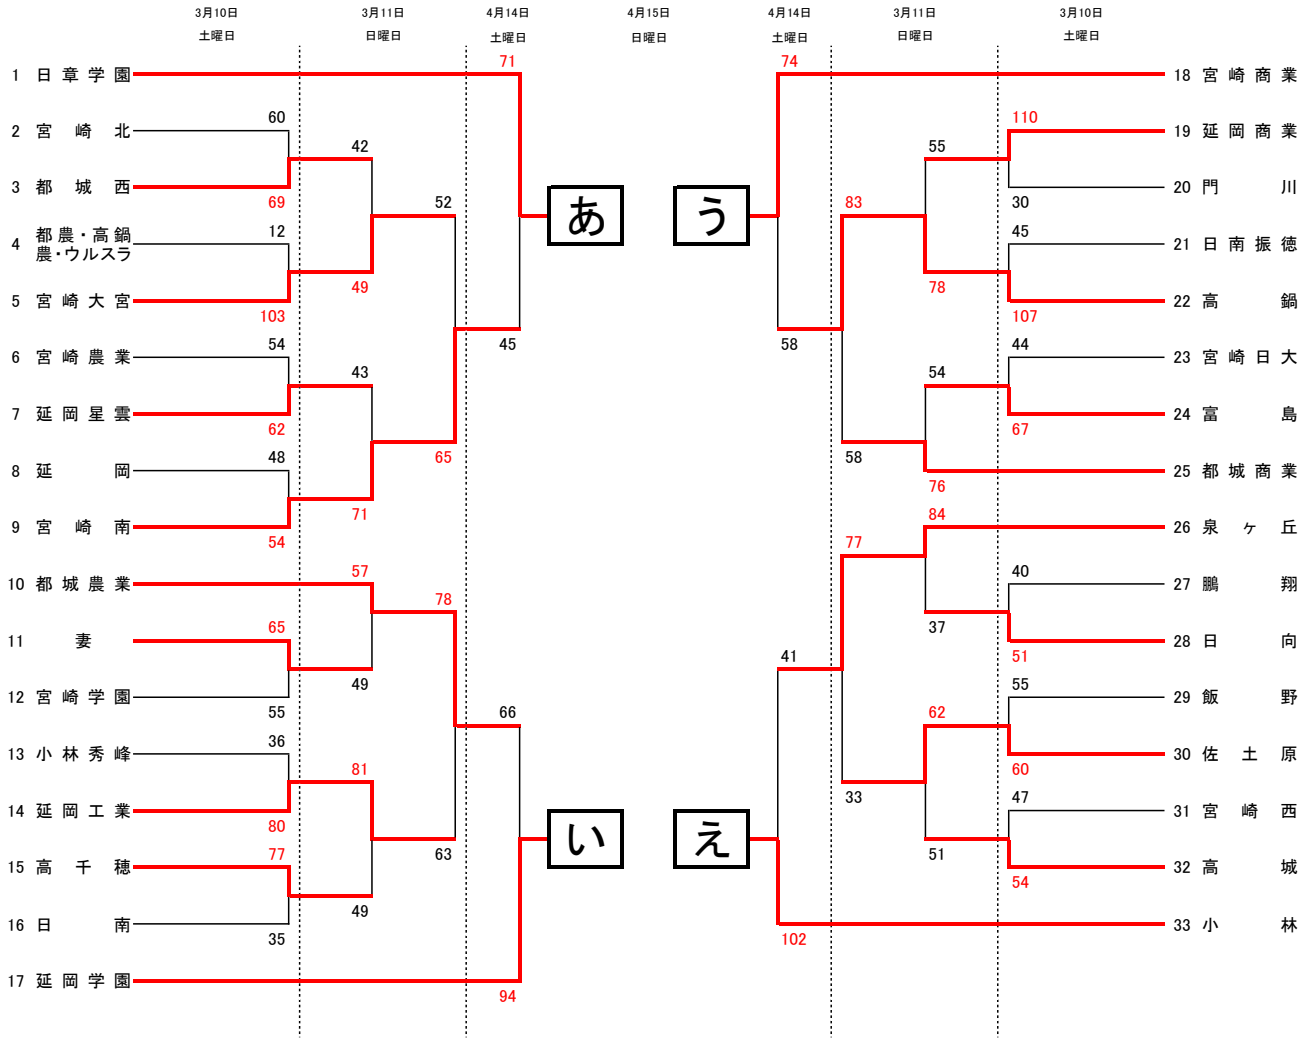 3月10日 3月11日 4月14日 4月15日 4月14日 3月11日 3月10日
土曜日 日曜日 土曜日 日曜日 土曜日 日曜日 土曜日
71 74
1 日章学園 18 宮崎商業
60 110
2 宮崎北 19 延岡商業
42 55
3 都城西 20 門川
69 52 83 30
あ う
12 45
4 都農・高鍋
農・ウルスラ 21 日南振徳
49 78
5 宮崎大宮 22 高鍋
103 107
54 45 58 44
6 宮崎農業 23 宮崎日大
43 54
7 延岡星雲 24 富島
62 67
48 65 58
8 延岡 25 都城商業
76
71 84
9 宮崎南 26 泉ヶ丘
54 77
57 40
10 都城農業 27 鵬翔
78
65 37
11 妻 28 日向
41 51
49 55
12 宮崎学園 29 飯野
55 66 62
36
13 小林秀峰 30 佐土原
81 60
33 47
14 延岡工業 31 宮崎西
80
い え
77 63 51
15 高千穂 32 高城
54
49
16 日南 33 小林
35 102
17 延岡学園
94